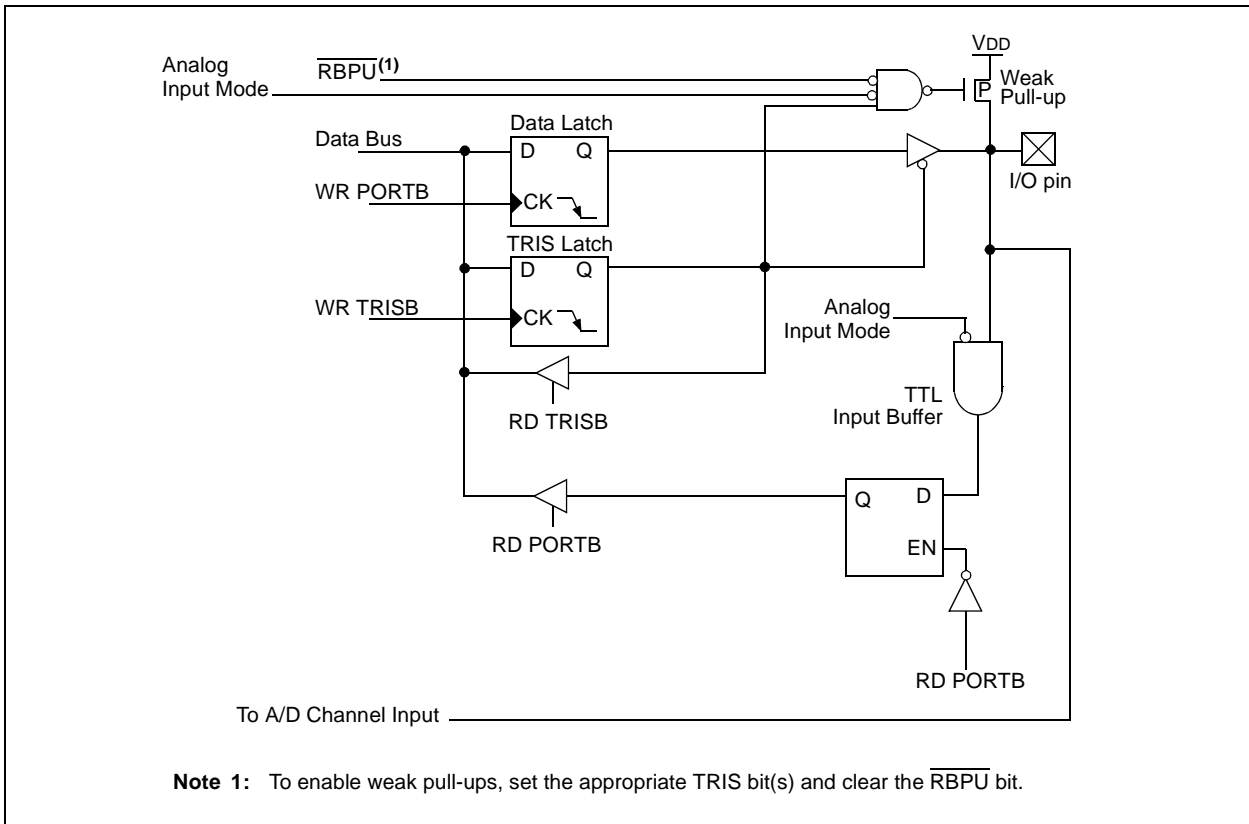 VDD
Analog
Input Mode
RBPU(1)
Weak
Pull-up
P
Data Bus
Data Latch
D Q
I/O pin
WR PORTB
CK
TRIS Latch
D Q
WR TRISB
CK
Analog
Input Mode
RD TRISB
TTL
Input Buffer
Q D
RD PORTB
EN
RD PORTB
To A/D Channel Input
Note 1: To enable weak pull-ups, set the appropriate TRIS bit(s) and clear the RBPU bit.